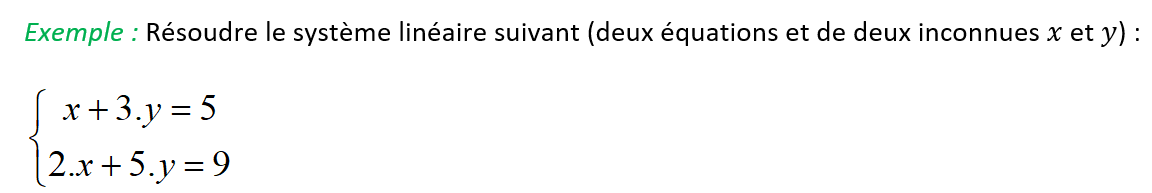 Exemple : Résoudre le système linéaire suivant (deux équations et de deux inconnues x et y) :
x + 3.y = 5
2.x + 5.y = 9